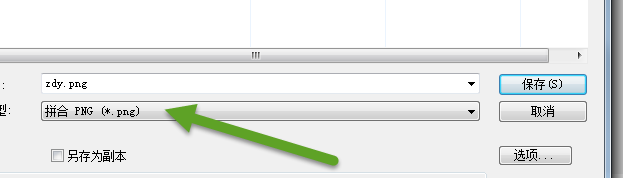 zdy.png
保存(S)
型: 拼合 PNG (*.png)
取消
另存为副本
选项...